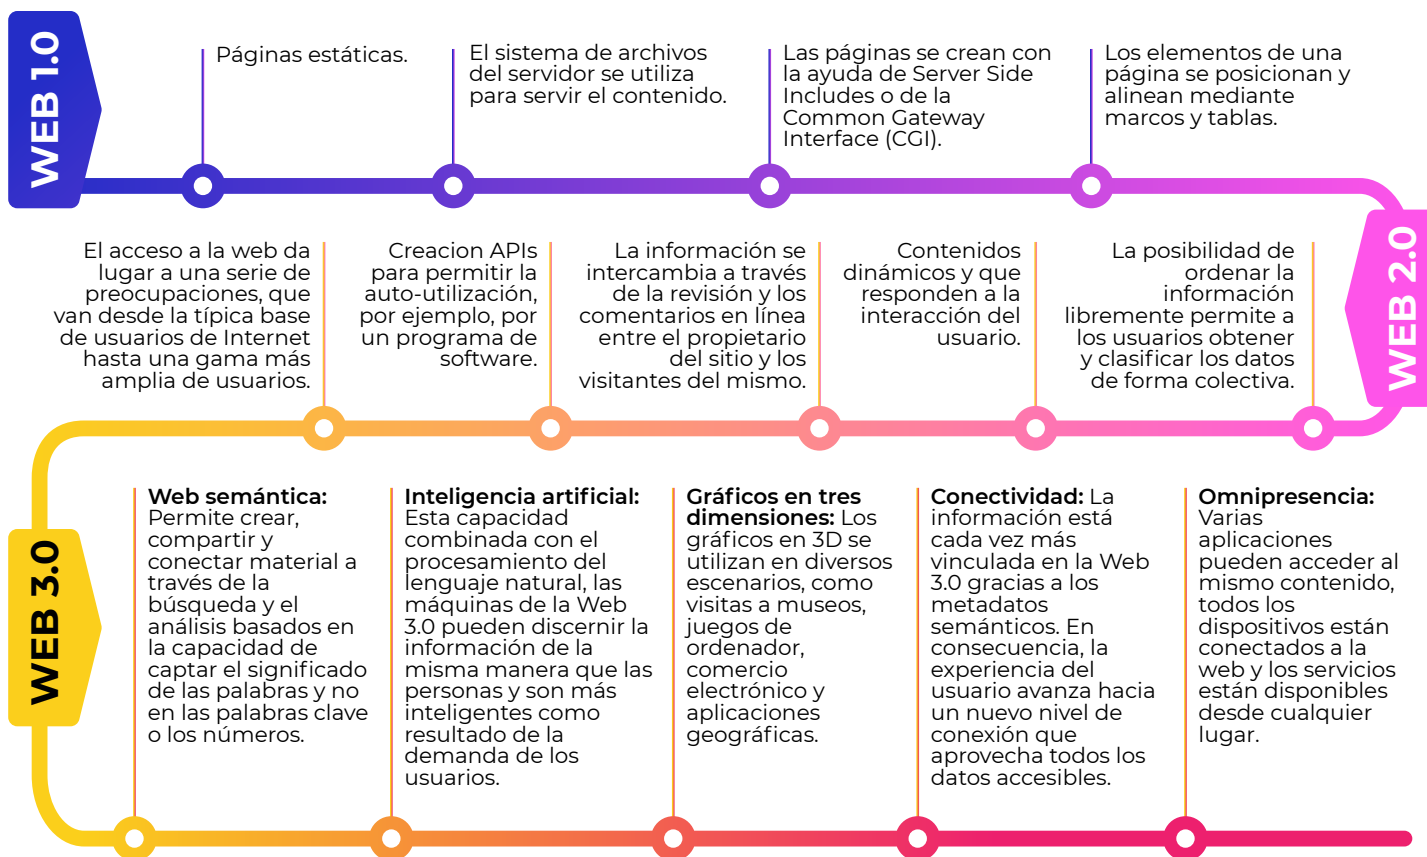 WEB 1.0
Páginas estáticas.
El sistema de archivos
del servidor se utiliza
para servir el contenido.
Las páginas se crean con
la ayuda de Server Side
Includes o de la
Common Gateway
Interface (CGI).
Los elementos de una
página se posicionan y
alinean mediante
marcos y tablas.
WEB 2.0
La posibilidad de
ordenar la
información
libremente permite a
los usuarios obtener
y clasificar los datos
de forma colectiva.
Contenidos
dinámicos y que
responden a la
interacción del
usuario.
La información se
intercambia a través
de la revisión y los
comentarios en línea
entre el propietario
del sitio y los
visitantes del mismo.
Creacion APIs
para permitir la
auto-utilización,
por ejemplo, por
un programa de
software.
El acceso a la web da
lugar a una serie de
preocupaciones, que
van desde la típica base
de usuarios de Internet
hasta una gama más
amplia de usuarios.
WEB 3.0
Web semántica:
Permite crear,
compartir y
conectar material a
través de la
búsqueda y el
análisis basados en
la capacidad de
captar el significado
de las palabras y no
en las palabras clave
o los números.
Inteligencia artificial:
Esta capacidad
combinada con el
procesamiento del
lenguaje natural, las
máquinas de la Web
3.0 pueden discernir la
información de la
misma manera que las
personas y son más
inteligentes como
resultado de la
demanda de los
usuarios.
Gráficos en tres
dimensiones: Los
gráficos en 3D se
utilizan en diversos
escenarios, como
visitas a museos,
juegos de
ordenador,
comercio
electrónico y
aplicaciones
geográficas.
Conectividad: La
información está
cada vez más
vinculada en la Web
3.0 gracias a los
metadatos
semánticos. En
consecuencia, la
experiencia del
usuario avanza hacia
un nuevo nivel de
conexión que
aprovecha todos los
datos accesibles.
Omnipresencia:
Varias
aplicaciones
pueden acceder al
mismo contenido,
todos los
dispositivos están
conectados a la
web y los servicios
están disponibles
desde cualquier
lugar.